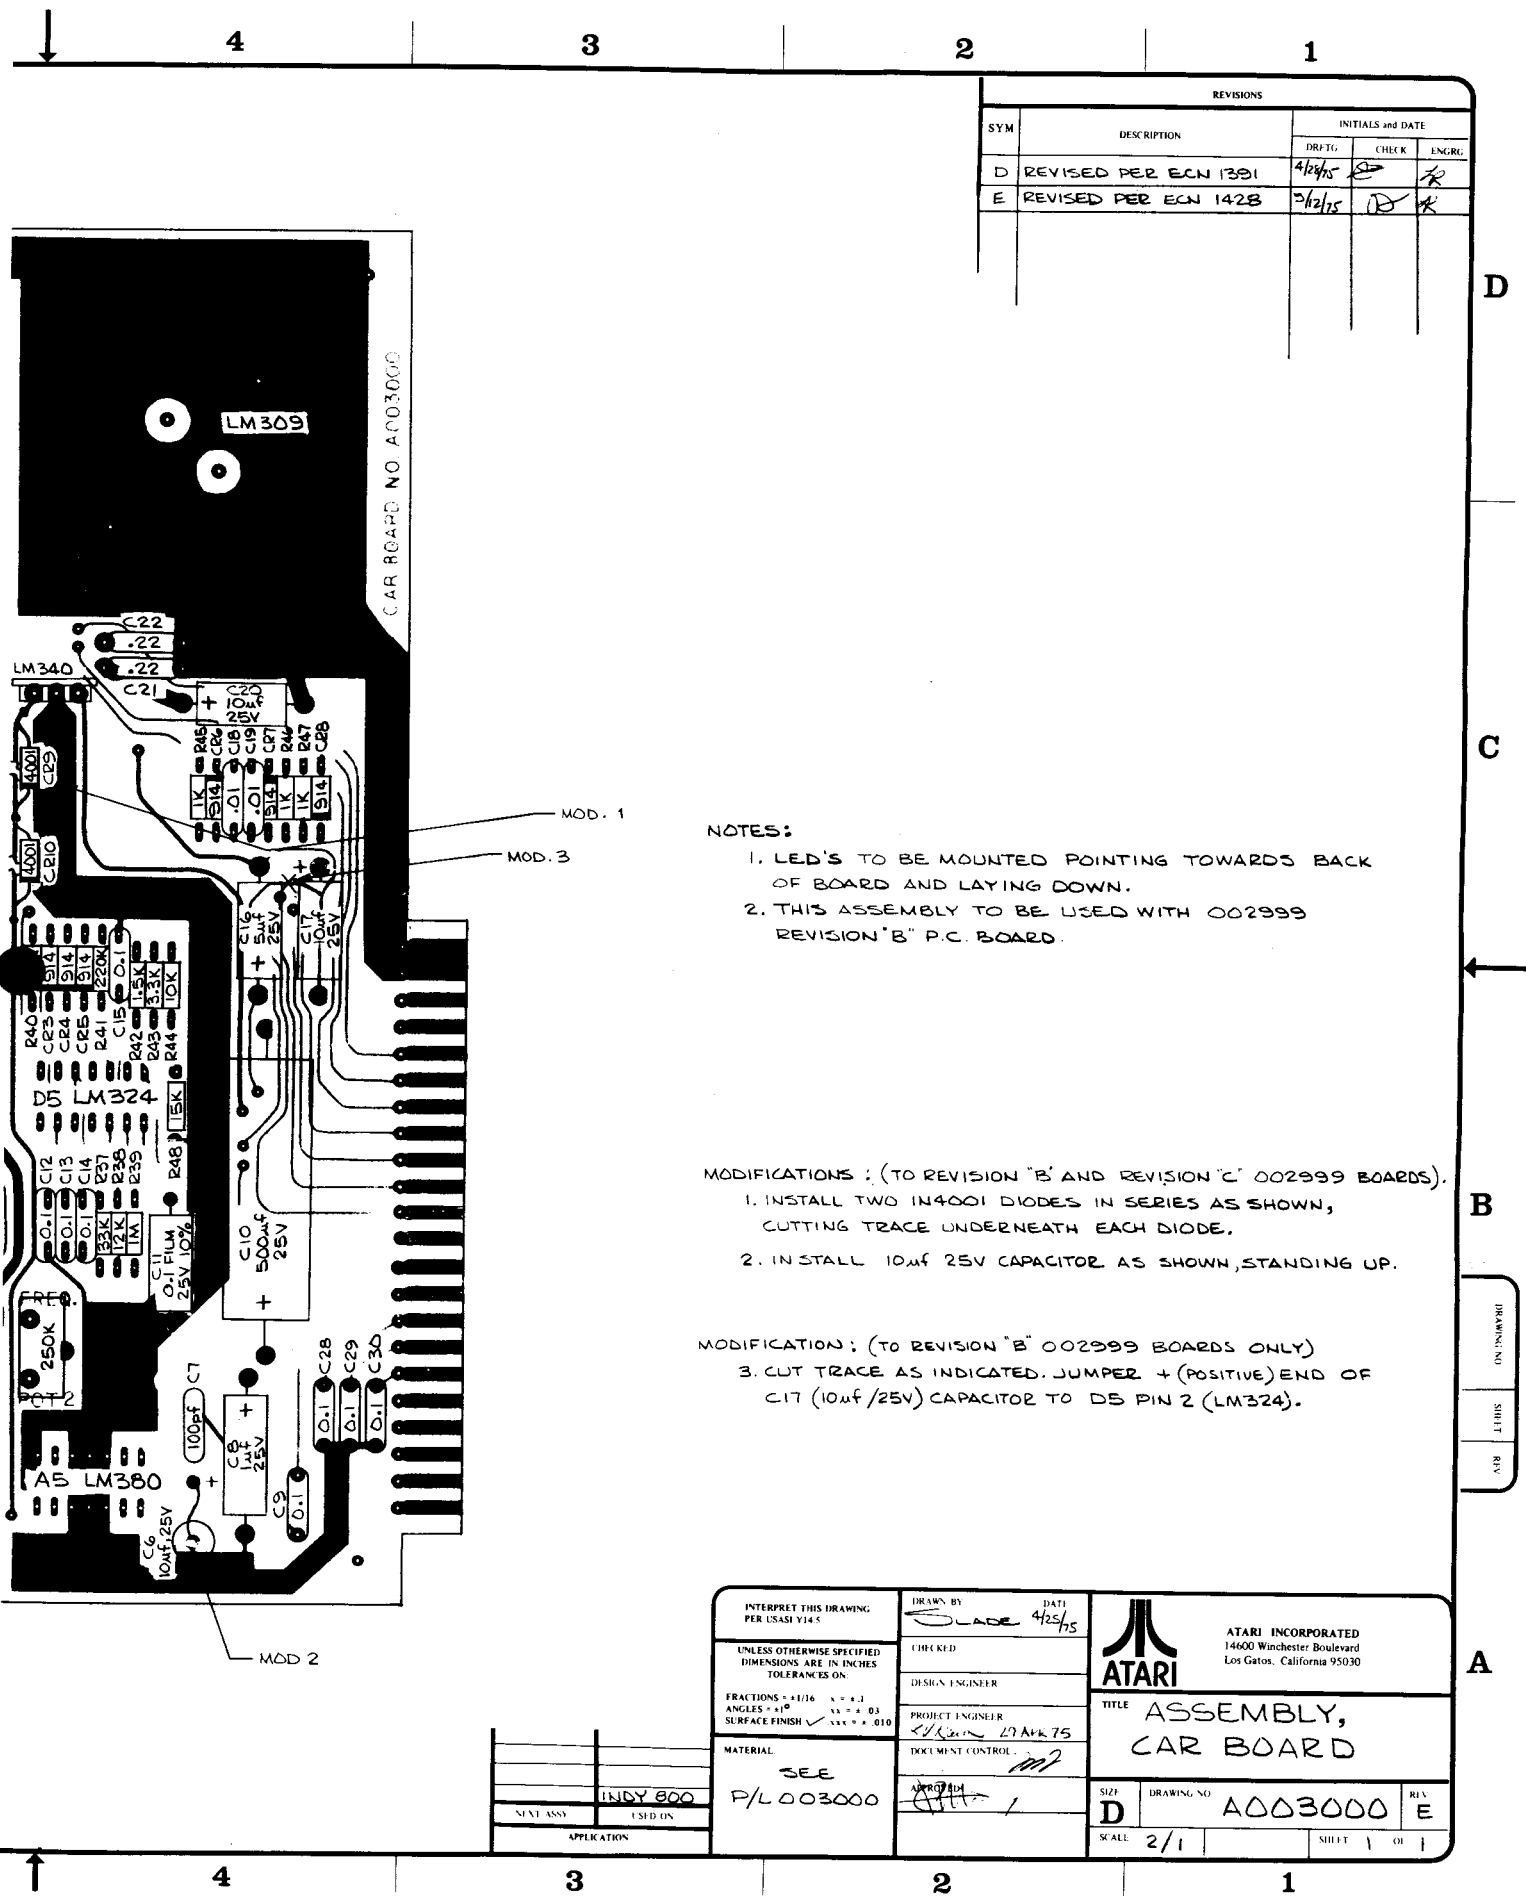 4 3 2 1
REVISIONS
SYM DESCRIPTION INITIALS and DATE
DRFTG CHECK ENGRG
D REVISED PER ECN 1391 4/28/75
E REVISED PER ECN 1428 9/12/75
D
CAR BOARD NO. A003000
LM309
C22
.22
.22
C21
LM340
C20
10uf
25V
R45 CR6 C18 C19 CR7 R46 R47 CR8
1K 914 .01 .01 914 1K 1K 914
4001 CR9
4001 CR10
C
MOD. 1
MOD. 3
NOTES:
1. LED'S TO BE MOUNTED POINTING TOWARDS BACK
OF BOARD AND LAYING DOWN.
2. THIS ASSEMBLY TO BE USED WITH 002999
REVISION "B" P.C. BOARD.
C16 5uf 25V +
C17 10uf 25V +
914 914 914 220K 0.1 1.5K 3.3K 10K
R40 CR3 CR4 CR5 R41 C15 R42 R43 R44
D5 LM324
15K
R48
C12 C13 C14 R37 R38 R39
0.1 0.1 0.1 33K 12K 1M
C11
0.1 FILM
25V 10%
C10
500uf
25V
+
MODIFICATIONS : (TO REVISION "B" AND REVISION "C" 002999 BOARDS).
1. INSTALL TWO IN4001 DIODES IN SERIES AS SHOWN,
CUTTING TRACE UNDERNEATH EACH DIODE.
2. INSTALL 10uf 25V CAPACITOR AS SHOWN, STANDING UP.
B
MODIFICATION : (TO REVISION "B" 002999 BOARDS ONLY)
3. CUT TRACE AS INDICATED. JUMPER + (POSITIVE) END OF
C17 (10uf/25V) CAPACITOR TO D5 PIN 2 (LM324).
DRAWING NO SHEET REV
FREQ.
250K
POT 2
C7
100pf
C8
1uf
25V
+
C28 C29 C30
0.1 0.1 0.1
C9
0.1
A5 LM380
+
C6
10uf, 25V
MOD 2
INTERPRET THIS DRAWING
PER USASI Y14.5
UNLESS OTHERWISE SPECIFIED
DIMENSIONS ARE IN INCHES
TOLERANCES ON:
FRACTIONS = ±1/16 x = ±.1
ANGLES = ±1° xx = ±.03
SURFACE FINISH ✓ xxx = ±.010
MATERIAL
SEE
P/L 003000
DRAWN BY DATE
SLADE 4/25/75
CHECKED
DESIGN ENGINEER
PROJECT ENGINEER
29 APR 75
DOCUMENT CONTROL
APPROVED
ATARI
ATARI INCORPORATED
14600 Winchester Boulevard
Los Gatos, California 95030
A
TITLE ASSEMBLY,
CAR BOARD
SIZE DRAWING NO REV
D A003000 E
SCALE 2/1 SHEET 1 OF 1
INDY 800
NEXT ASSY USED ON
APPLICATION
4 3 2 1